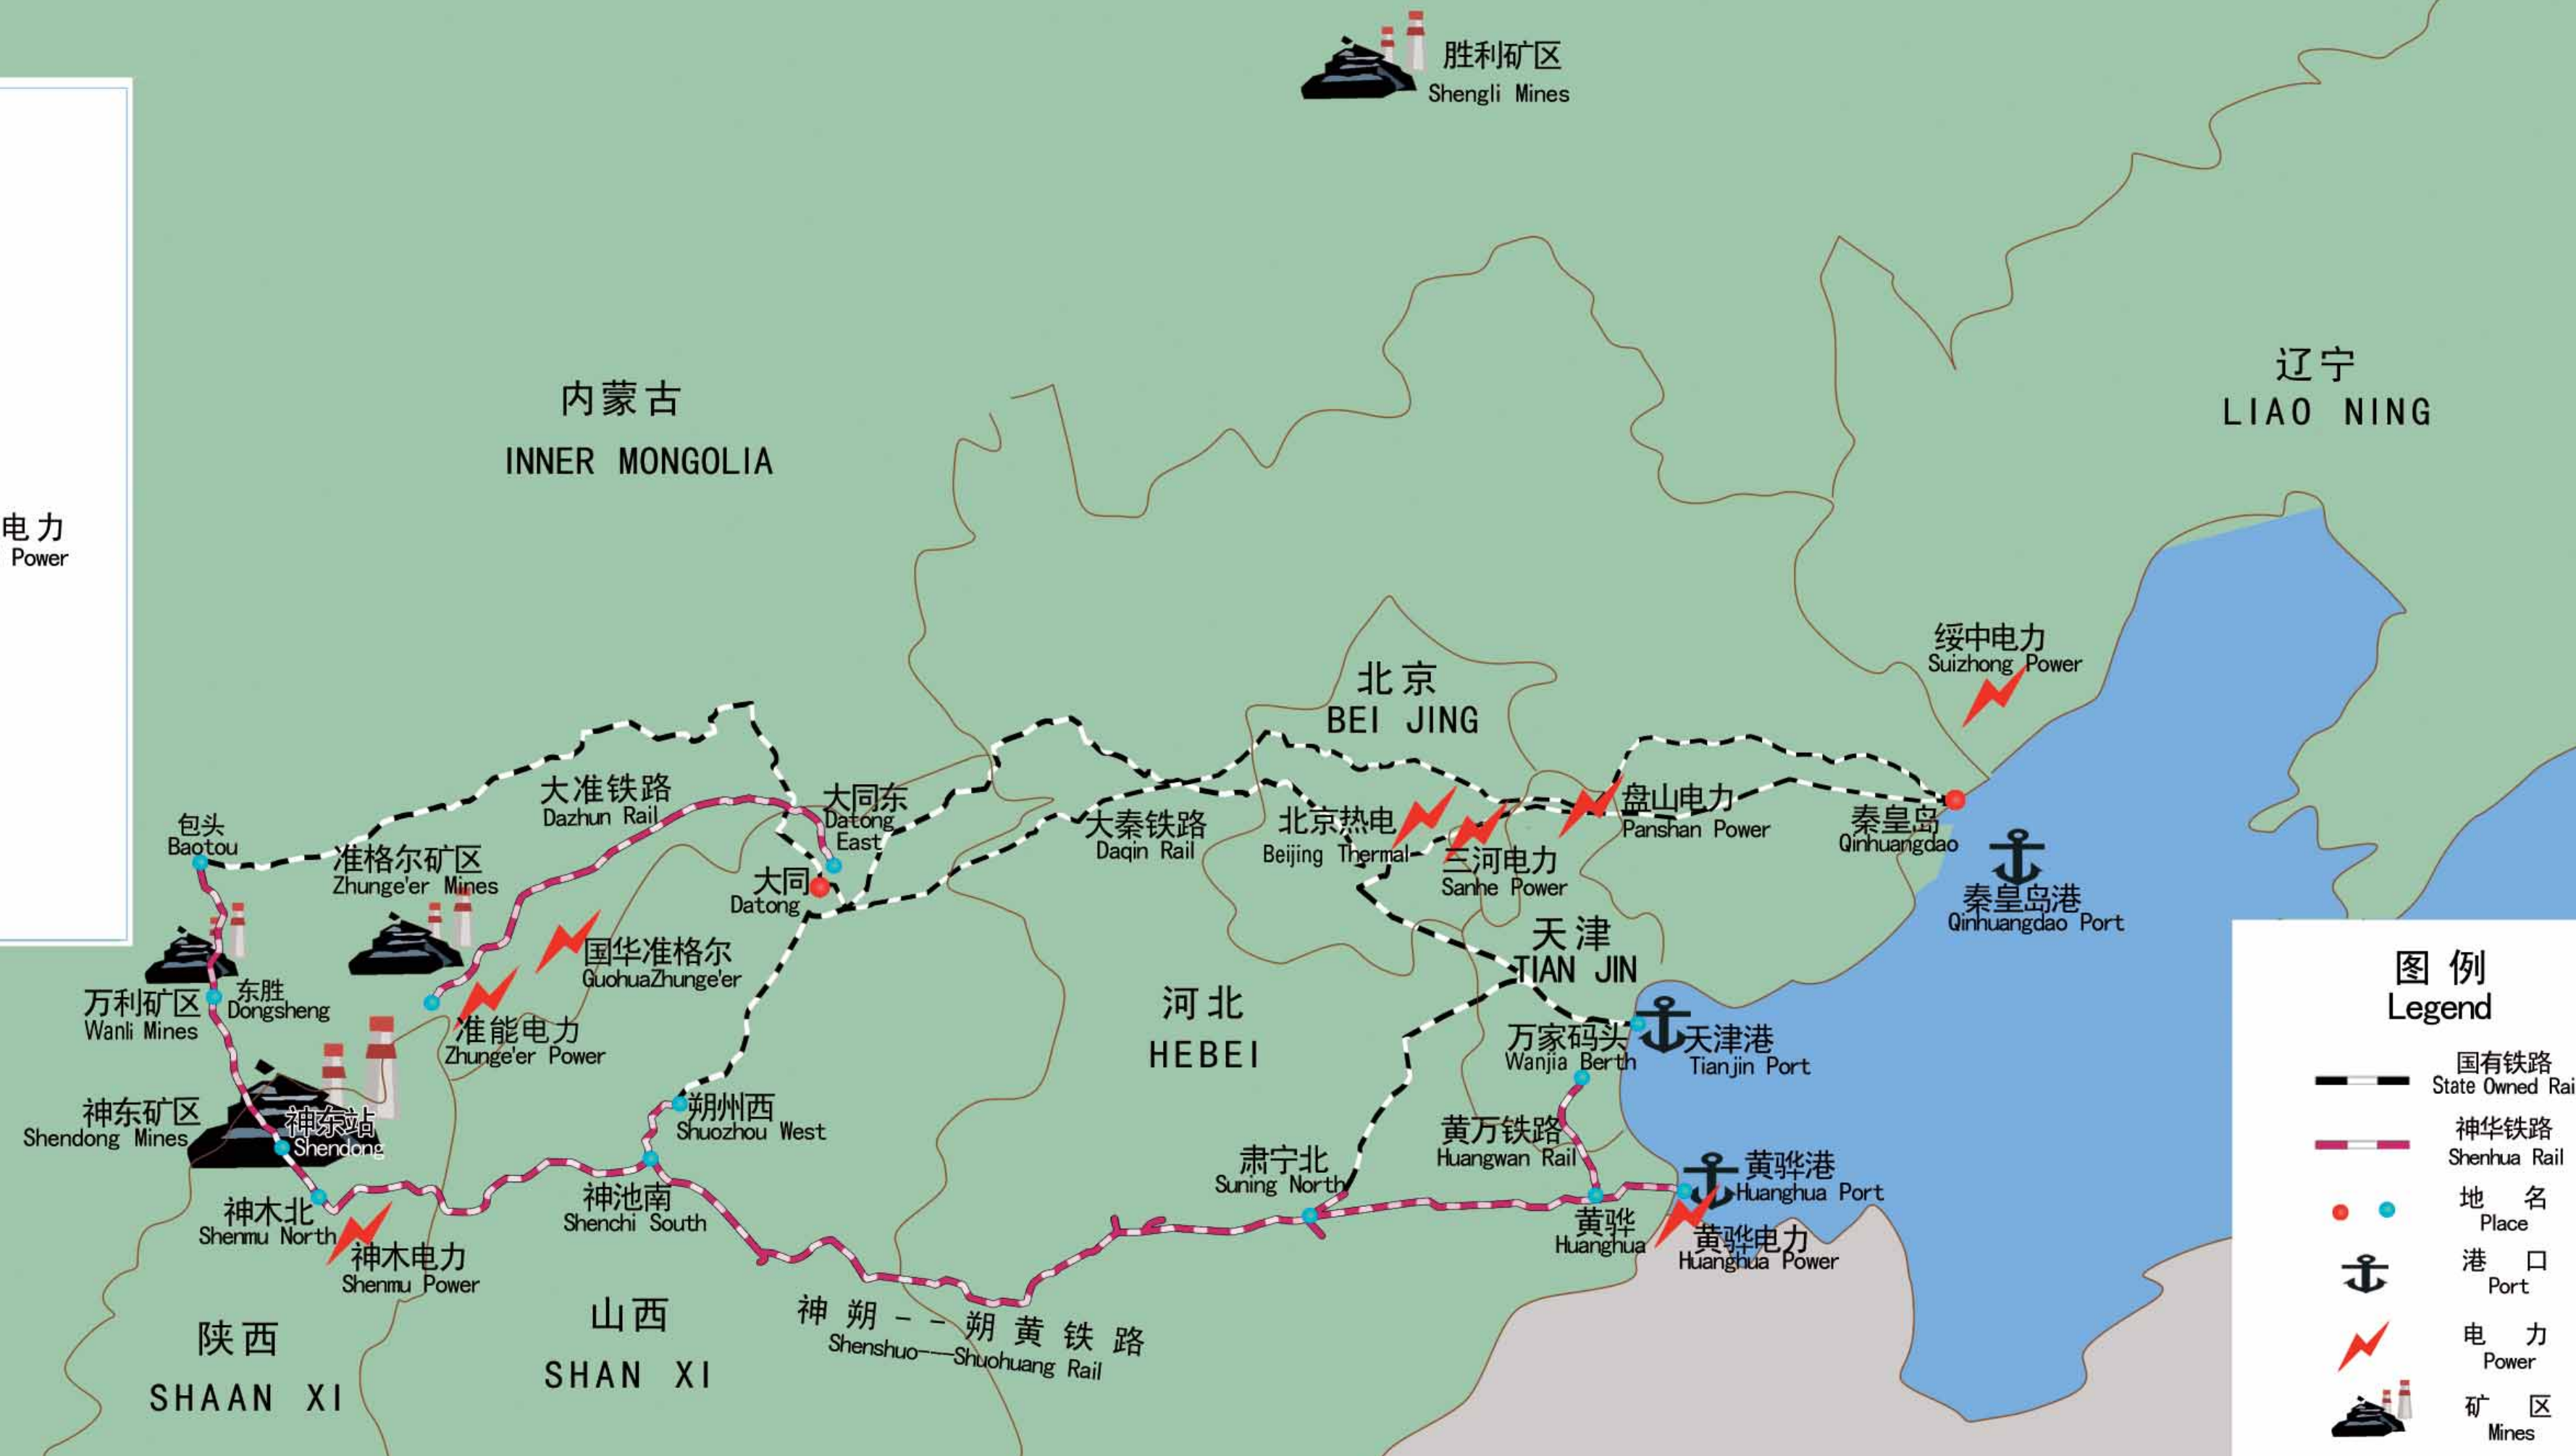 胜利矿区
Shengli Mines
内蒙古
INNER MONGOLIA
辽宁
LIAO NING
电力
Power
绥中电力
Suizhong Power
北京
BEI JING
大准铁路
Dazhun Rail
大同东
Datong
East
包头
Baotou
准格尔矿区
Zhunge'er Mines
大同
Datong
大秦铁路
Daqin Rail
北京热电
Beijing Thermal
三河电力
Sanhe Power
盘山电力
Panshan Power
秦皇岛
Qinhuangdao
秦皇岛港
Qinhuangdao Port
国华准格尔
GuohuaZhunge'er
天津
TIAN JIN
万利矿区
Wanli Mines
东胜
Dongsheng
准能电力
Zhunge'er Power
河北
HEBEI
万家码头
Wanjia Berth
天津港
Tianjin Port
神东矿区
Shendong Mines
神东站
Shendong
朔州西
Shuozhou West
黄万铁路
Huangwan Rail
肃宁北
Suning North
黄骅港
Huanghua Port
神木北
Shenmu North
神池南
Shenchi South
黄骅
Huanghua
黄骅电力
Huanghua Power
神木电力
Shenmu Power
陕西
SHAAN XI
山西
SHAN XI
神朔--朔黄铁路
Shenshuo---Shuohuang Rail
图例
Legend
国有铁路
State Owned Rai
神华铁路
Shenhua Rail
地名
Place
港口
Port
电力
Power
矿区
Mines